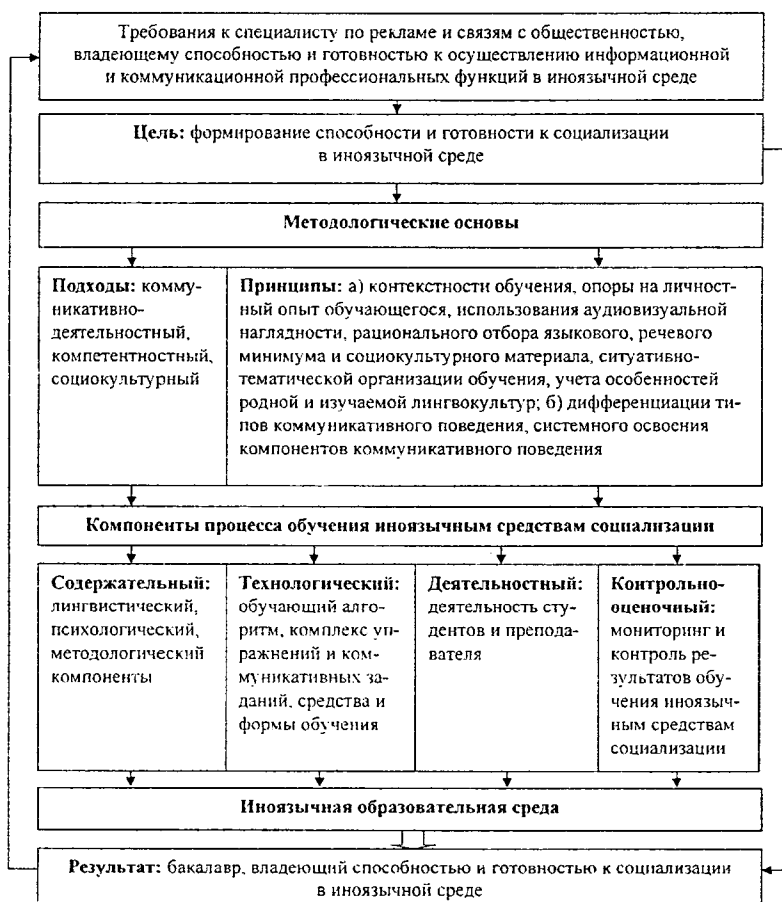 Требования к специалисту по рекламе и связям с общественностью,
владеющему способностью и готовностью к осуществлению информационной
и коммуникационной профессиональных функций в иноязычной среде
Цель: формирование способности и готовности к социализации
в иноязычной среде
Методологические основы
Подходы: комму-
никативно-
деятельностный,
компетентностный,
социокультурный
Принципы: а) контекстности обучения, опоры на личност-
ный опыт обучающегося, использования аудиовизуальной
наглядности, рационального отбора языкового, речевого
минимума и социокультурного материала, ситуативно-
тематической организации обучения, учета особенностей
родной и изучаемой лингвокультур; б) дифференциации ти-
пов коммуникативного поведения, системного освоения
компонентов коммуникативного поведения
Компоненты процесса обучения иноязычным средствам социализации
Содержательный:
лингвистический,
психологический,
методологический
компоненты
Технологический:
обучающий алго-
ритм, комплекс уп-
ражнений и ком-
муникативных за-
даний, средства и
формы обучения
Деятельностный:
деятельность сту-
дентов и препода-
вателя
Контрольно-
оценочный:
мониторинг и
контроль ре-
зультатов обу-
чения иноязыч-
ным средствам
социализации
Иноязычная образовательная среда
Результат: бакалавр, владеющий способностью и готовностью к социализации
в иноязычной среде